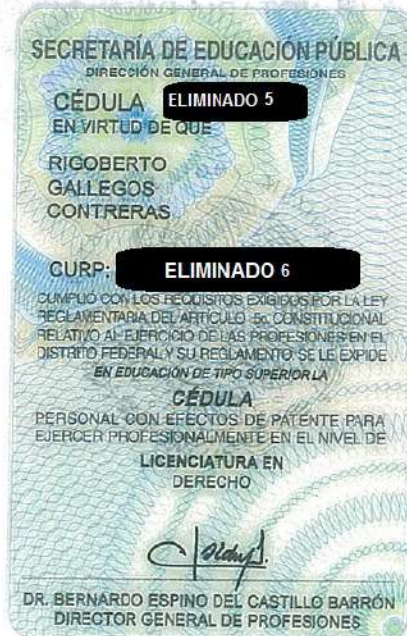 SECRETARÍA DE EDUCACIÓN PÚBLICA
DIRECCIÓN GENERAL DE PROFESIONES
CÉDULA ELIMINADO 5
EN VIRTUD DE QUE
RIGOBERTO
GALLEGOS
CONTRERAS
CURP: ELIMINADO 6
CUMPLIÓ CON LOS REQUISITOS EXIGIDOS POR LA LEY
REGLAMENTARIA DEL ARTÍCULO 5o. CONSTITUCIONAL
RELATIVO AL EJERCICIO DE LAS PROFESIONES EN EL
DISTRITO FEDERAL Y SU REGLAMENTO SE LE EXPIDE
EN EDUCACIÓN DE TIPO SUPERIOR LA
CÉDULA
PERSONAL CON EFECTOS DE PATENTE PARA
EJERCER PROFESIONALMENTE EN EL NIVEL DE
LICENCIATURA EN
DERECHO
DR. BERNARDO ESPINO DEL CASTILLO BARRÓN
DIRECTOR GENERAL DE PROFESIONES